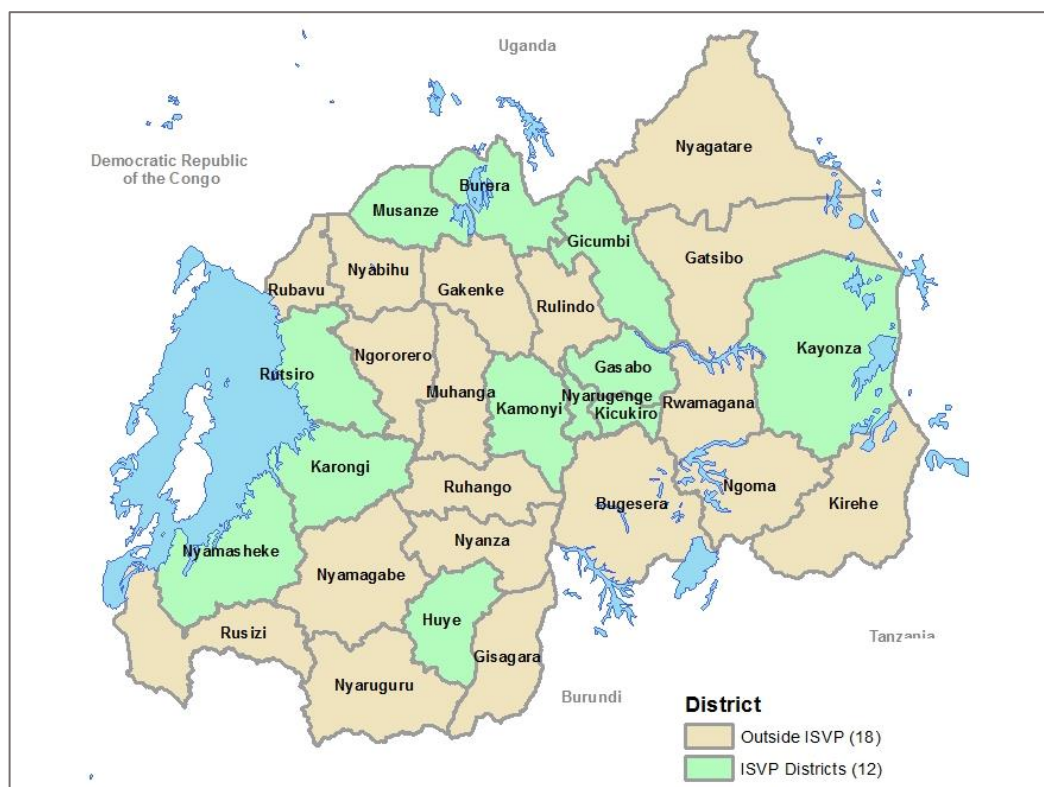 Uganda
Nyagatare
Democratic Republic
of the Congo
Burera
Musanze
Gicumbi
Gatsibo
Nyabihu
Rubavu
Gakenke
Rulindo
Kayonza
Ngororero
Gasabo
Rutsiro
Muhanga
Kamonyi
Nyarugenge
Rwamagana
Kicukiro
Karongi
Ruhango
Ngoma
Bugesera
Kirehe
Nyanza
Nyamasheke
Nyamagabe
Huye
Rusizi
Tanzania
Gisagara
Nyaruguru
Burundi
District
Outside ISVP (18)
ISVP Districts (12)